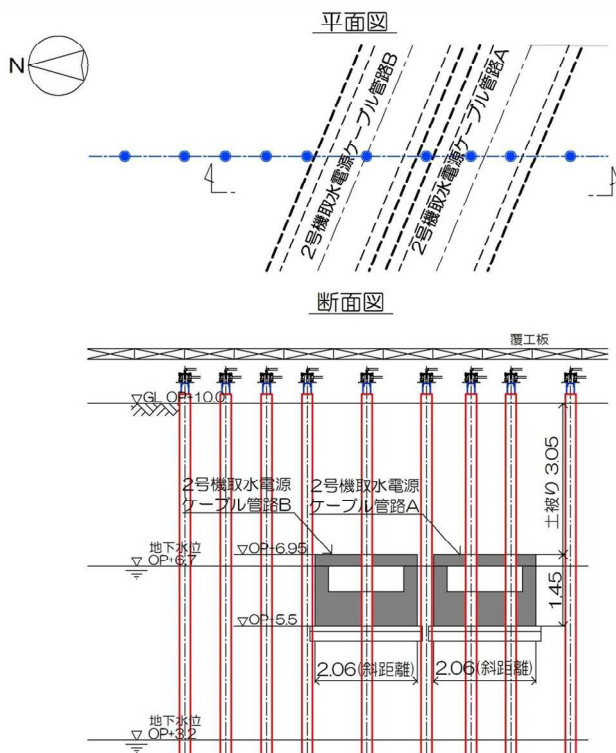 平面図
N
2号機取水電源ケーブル管路B
2号機取水電源ケーブル管路A
断面図
覆工板
▽GL OP+10.0
土被り 3.05
2号機取水電源
ケーブル管路B
2号機取水電源
ケーブル管路A
地下水位
▽OP+6.7
▽OP+6.95
1.45
▽OP+5.5
2.06(斜距離)
2.06(斜距離)
地下水位
▽OP+3.2